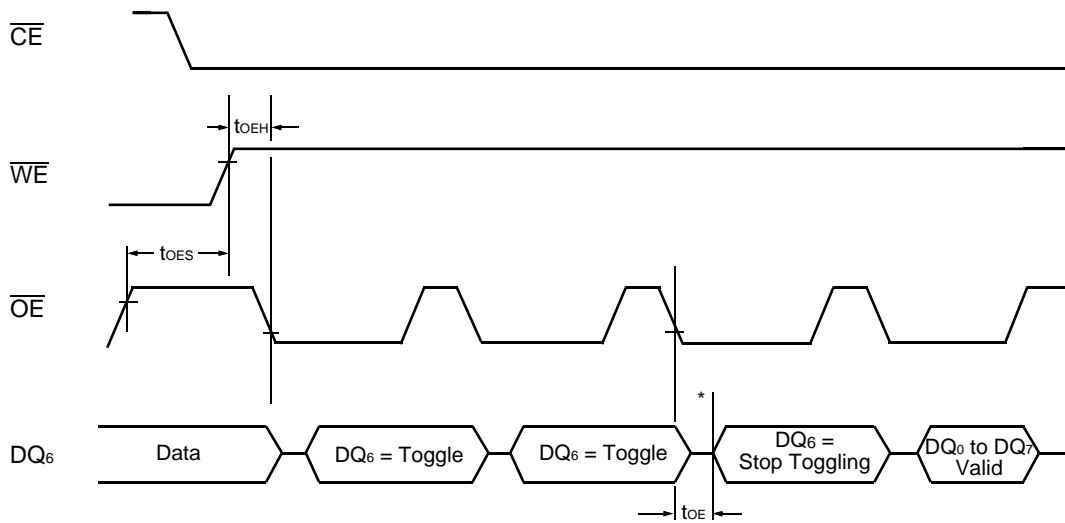 CE
tOEH
WE
tOES
OE
*
DQ6
Data
DQ6 = Toggle
DQ6 = Toggle
DQ6 =
Stop Toggling
DQ0 to DQ7
Valid
tOE